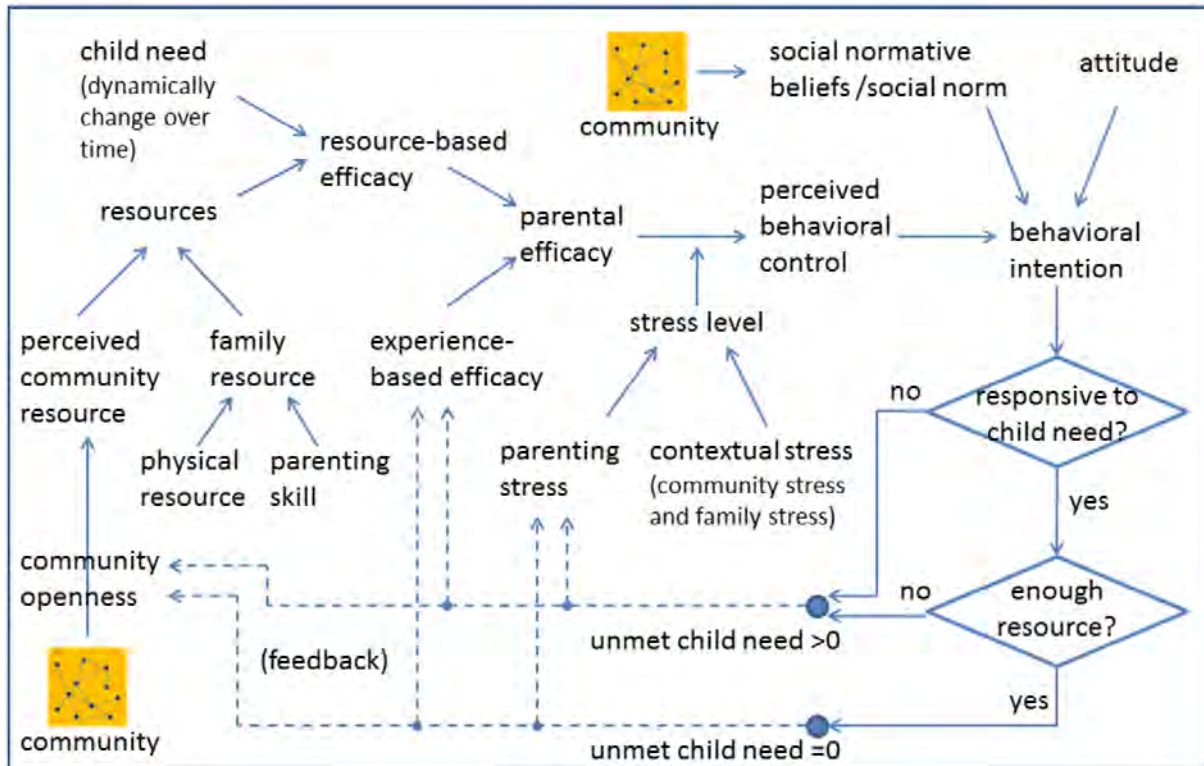 child need
(dynamically
change over
time)
resources
resource-based
efficacy
community
social normative
beliefs /social norm
attitude
parental
efficacy
perceived
behavioral
control
behavioral
intention
perceived
community
resource
family
resource
experience-
based efficacy
stress level
physical
resource
parenting
skill
parenting
stress
contextual stress
(community stress
and family stress)
no
responsive to
child need?
yes
community
openness
no
enough
resource?
unmet child need >0
(feedback)
yes
community
unmet child need =0